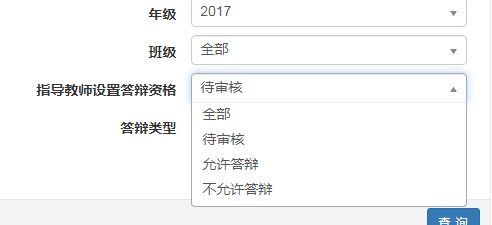 年级 2017
班级 全部
指导教师设置答辩资格 待审核
全部
答辩类型
待审核
允许答辩
不允许答辩
查 询